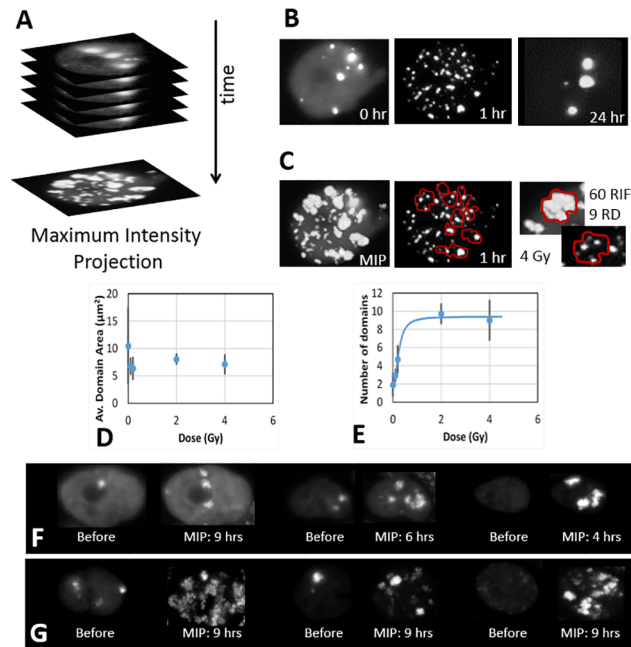 A
time
Maximum Intensity
Projection
B
0 hr
1 hr
24 hr
C
MIP
1 hr
4 Gy
60 RIF
9 RD
Av. Domain Area (µm²)
20
15
10
5
0
0 2 4 6
Dose (Gy)
D
Number of domains
12
10
8
6
4
2
0
0 2 4 6
Dose (Gy)
E
F
Before MIP: 9 hrs Before MIP: 6 hrs Before MIP: 4 hrs
G
Before MIP: 9 hrs Before MIP: 9 hrs Before MIP: 9 hrs